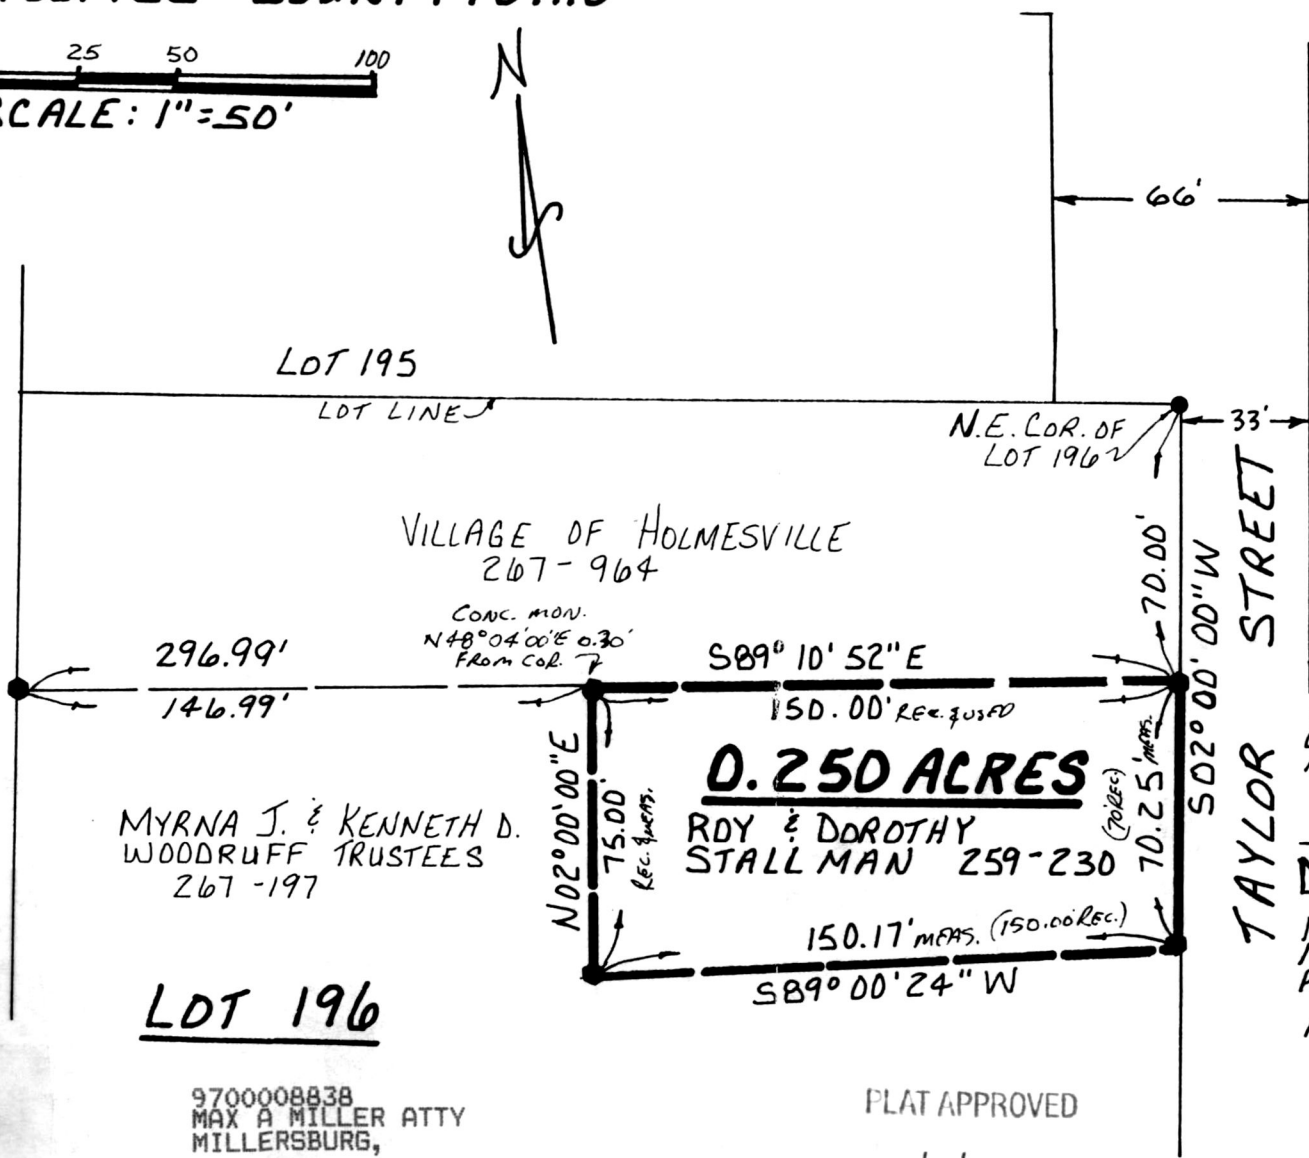 25 50 100
SCALE: 1"=50'
N
66'
LOT 195
LOT LINE
N.E. COR. OF
LOT 196
33'
VILLAGE OF HOLMESVILLE
267-964
CONC. MON.
N48°04'00"E 0.30'
FROM COR.
296.99'
146.99'
S89° 10' 52" E
150.00' REC. & USED
70.00'
S02° 00' 00" W
TAYLOR STREET
0.250 ACRES
ROY & DOROTHY
STALLMAN 259-230
70.25' MEAS.
(70 REC.)
N02°00'00"E
75.00'
REC. & MEAS.
MYRNA J. & KENNETH D.
WOODRUFF TRUSTEES
267-197
150.17' MEAS. (150.00 REC.)
S89° 00' 24" W
LOT 196
9700008838
MAX A MILLER ATTY
MILLERSBURG,
PLAT APPROVED